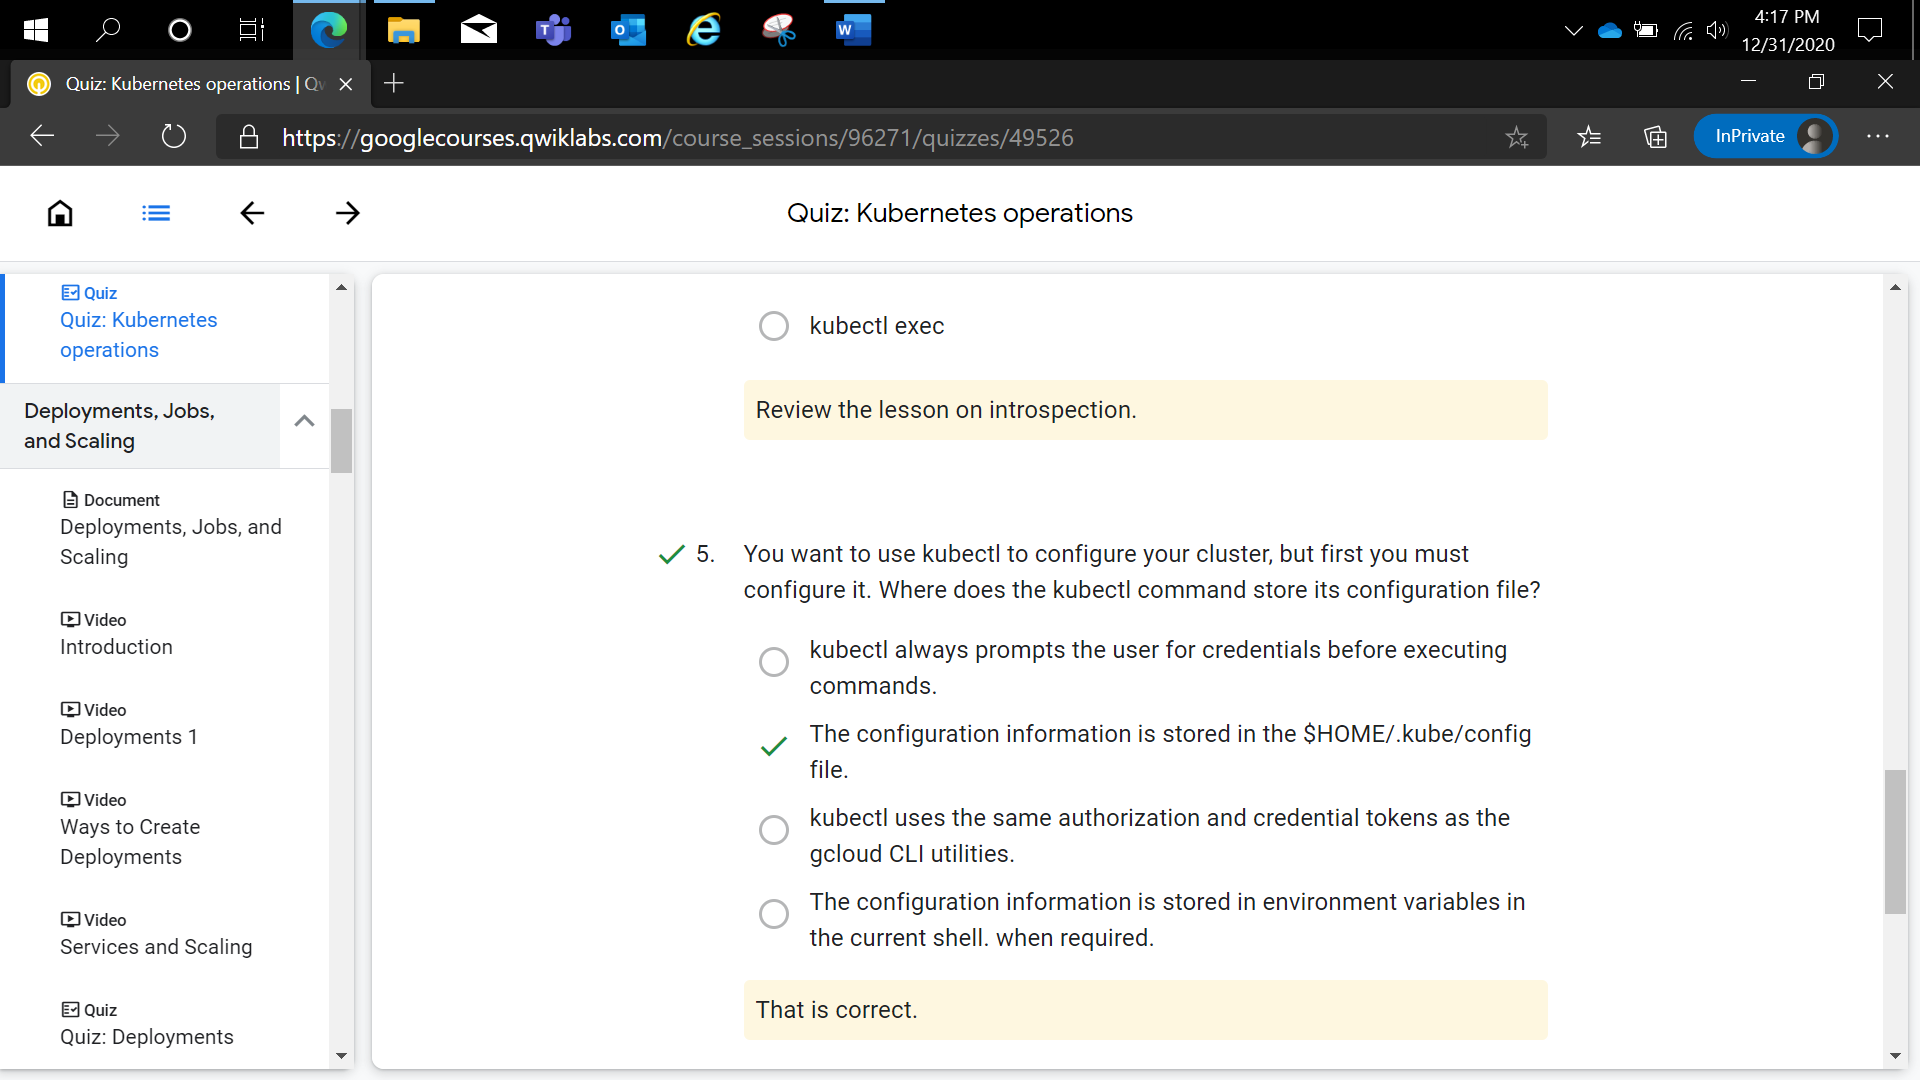 4:17 PM
12/31/2020
Quiz: Kubernetes operations | Qw
https://googlecourses.qwiklabs.com/course_sessions/96271/quizzes/49526
InPrivate
Quiz: Kubernetes operations
Quiz
Quiz: Kubernetes
operations
Deployments, Jobs,
and Scaling
Document
Deployments, Jobs, and
Scaling
Video
Introduction
Video
Deployments 1
Video
Ways to Create
Deployments
Video
Services and Scaling
Quiz
Quiz: Deployments
kubectl exec
Review the lesson on introspection.
5. You want to use kubectl to configure your cluster, but first you must
configure it. Where does the kubectl command store its configuration file?
kubectl always prompts the user for credentials before executing
commands.
The configuration information is stored in the $HOME/.kube/config
file.
kubectl uses the same authorization and credential tokens as the
gcloud CLI utilities.
The configuration information is stored in environment variables in
the current shell. when required.
That is correct.